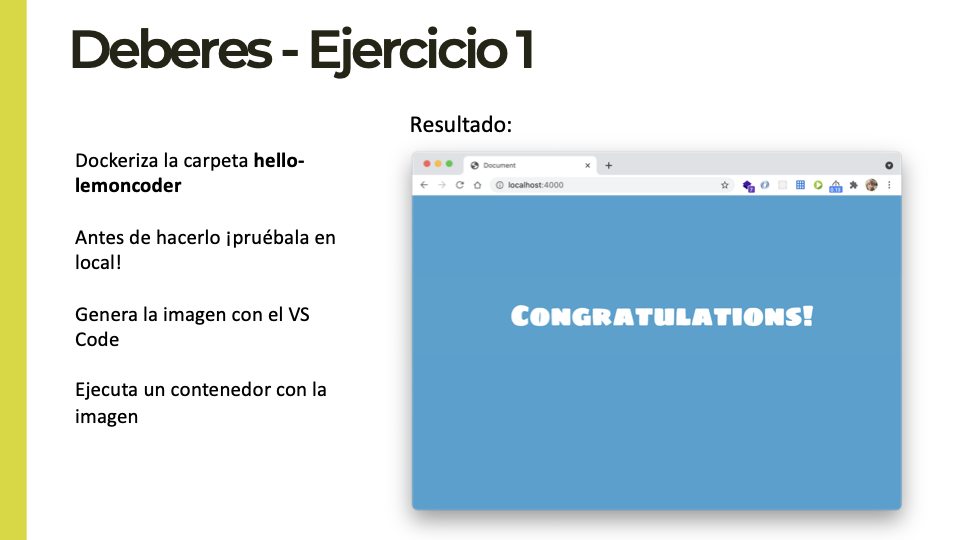 Deberes - Ejercicio 1
Dockeriza la carpeta hello-
lemoncoder
Antes de hacerlo ¡pruébala en
local!
Genera la imagen con el VS
Code
Ejecuta un contenedor con la
imagen
Resultado:
Document
localhost:4000
Congratulations!